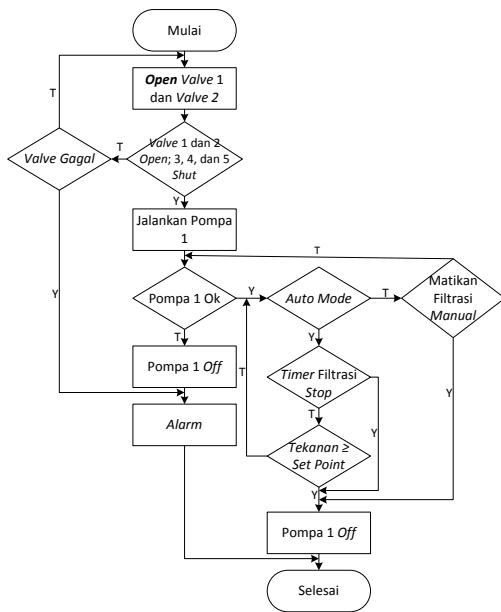 Mulai
Open Valve 1
dan Valve 2
T
Valve 1 dan 2
Open; 3, 4, dan 5
Shut
T
Valve Gagal
Y
Jalankan Pompa
1
T
Pompa 1 Ok
Y
Auto Mode
T
Matikan
Filtrasi
Manual
Y
T
Y
Pompa 1 Off
Timer Filtrasi
Stop
T
T
Y
Alarm
Tekanan ≥
Set Point
Y
Y
Pompa 1 Off
Selesai